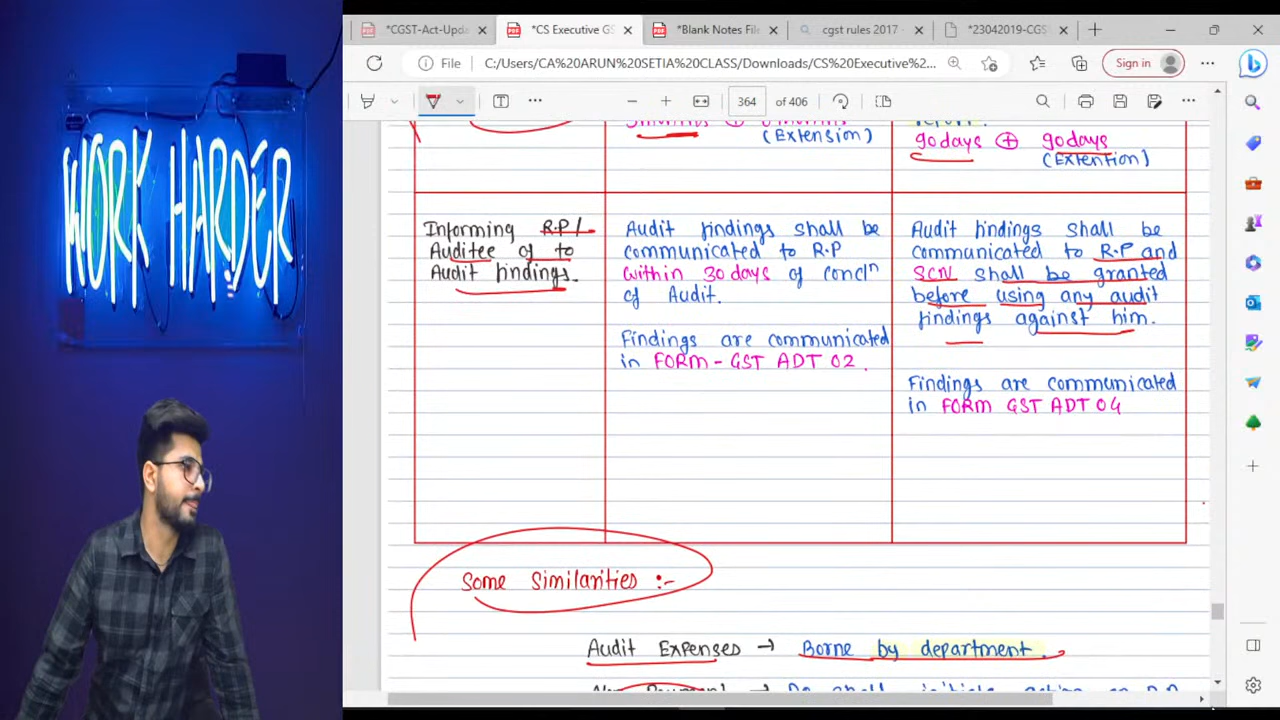 *CGST-Act-Upda
*CS Executive GS
*Blank Notes File
cgst rules 2017
*23042019-CGS
File
C:/Users/CA%20ARUN%20SETIA%20CLASS/Downloads/CS%20Executive%...
Sign in
364 of 406
WORK HARDER
(Extension)
90days + 90days
(Extention)
Informing R.P/
Auditee of to
Audit findings.
Audit findings shall be
communicated to R.P
within 30 days of concln
of Audit.
Findings are communicated
in FORM - GST ADT 02.
Audit findings shall be
communicated to R.P and
SCN shall be granted
before using any audit
findings against him.
Findings are communicated
in FORM GST ADT 04
Some Similarities :-
Audit Expenses → Borne by department.